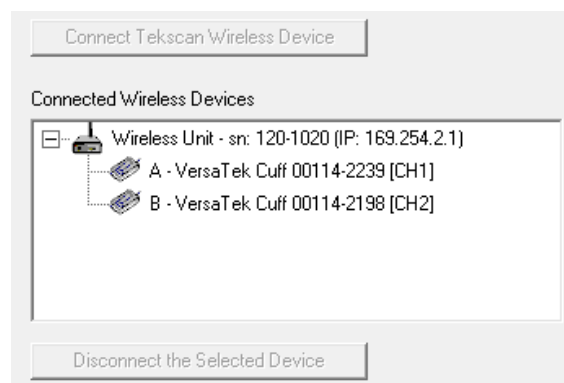 Connect Tekscan Wireless Device
Connected Wireless Devices
Wireless Unit - sn: 120-1020 (IP: 169.254.2.1)
A - VersaTek Cuff 00114-2239 [CH1]
B - VersaTek Cuff 00114-2198 [CH2]
Disconnect the Selected Device